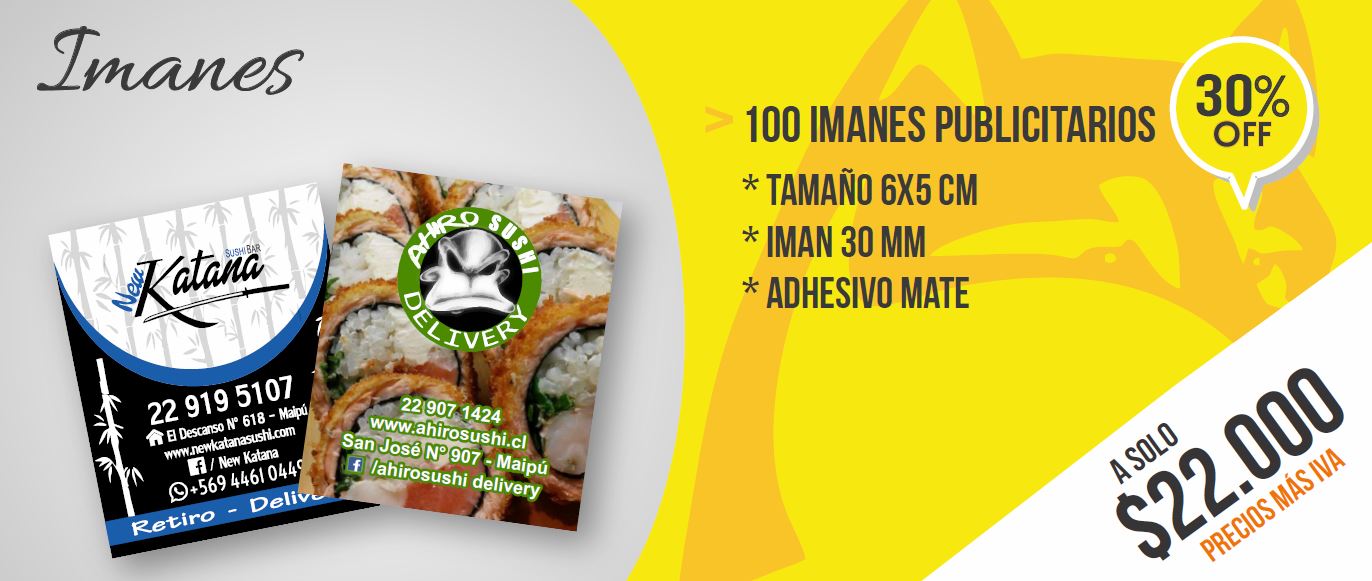 Imanes
New Katana
SUSHI BAR
22 919 5107
El Descanso N° 618 - Maipú
www.newkatanasushi.com
/ New Katana
+569 4461 0449
Retiro - Delive
AHIRO SUSHI
DELIVERY
22 907 1424
www.ahirosushi.cl
San José N° 907 - Maipú
/ahirosushi delivery
> 100 IMANES PUBLICITARIOS
* TAMAÑO 6X5 CM
* IMAN 30 MM
* ADHESIVO MATE
30%
OFF
A SOLO
$22.000
PRECIOS MÁS IVA